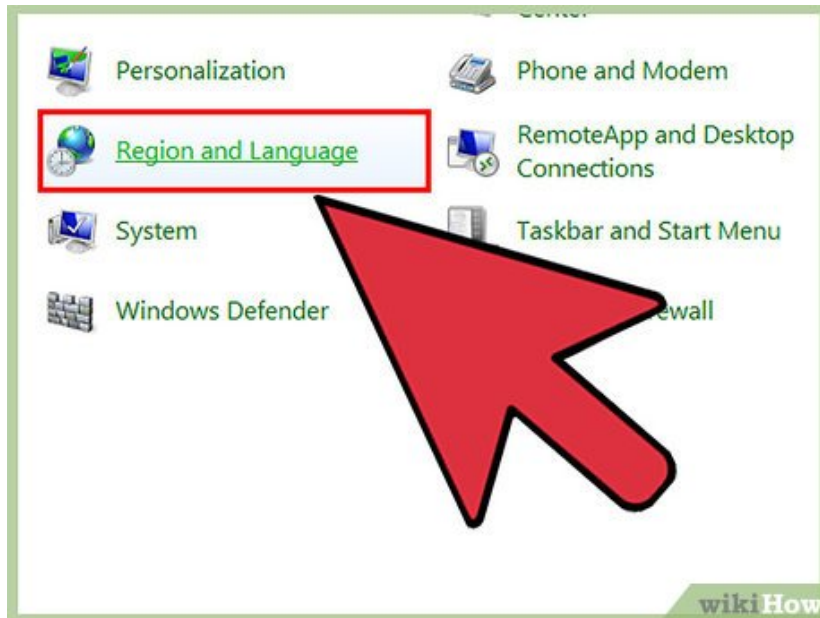 Personalization
Phone and Modem
Region and Language
RemoteApp and Desktop
Connections
System
Taskbar and Start Menu
Windows Defender
wikiHow